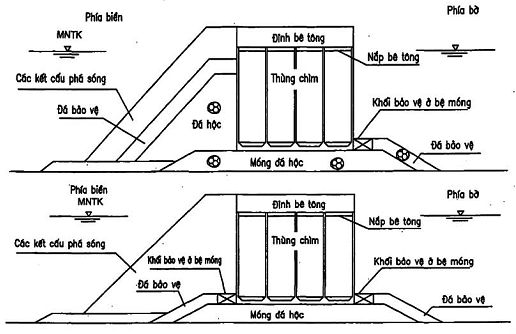 Phía biển
Phía bờ
MNTK
Đỉnh bê tông
Nắp bê tông
Các kết cấu phá sóng
Thùng chìm
Đá bảo vệ
Khối bảo vệ ở bệ móng
Đá hộc
Đá bảo vệ
Móng đá hộc
Phía biển
MNTK
Phía bờ
Đỉnh bê tông
Nắp bê tông
Các kết cấu phá sóng
Thùng chìm
Khối bảo vệ ở bệ móng
Khối bảo vệ ở bệ móng
Đá bảo vệ
Đá bảo vệ
Móng đá hộc